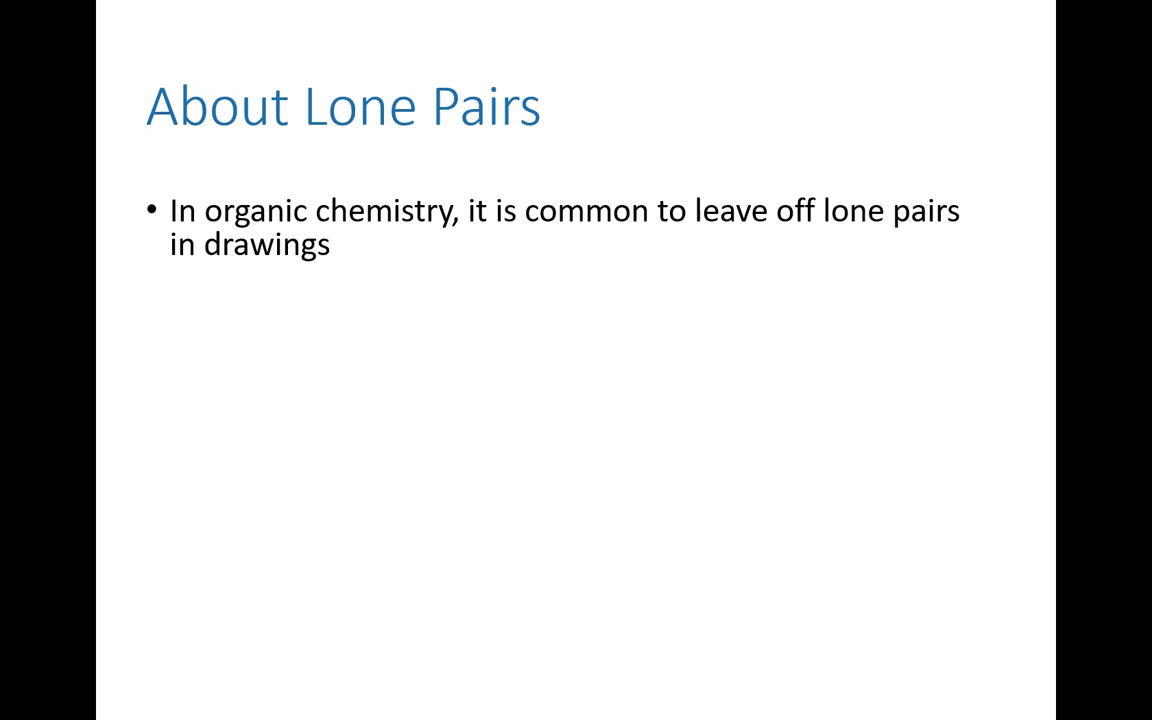 About Lone Pairs
• In organic chemistry, it is common to leave off lone pairs
in drawings